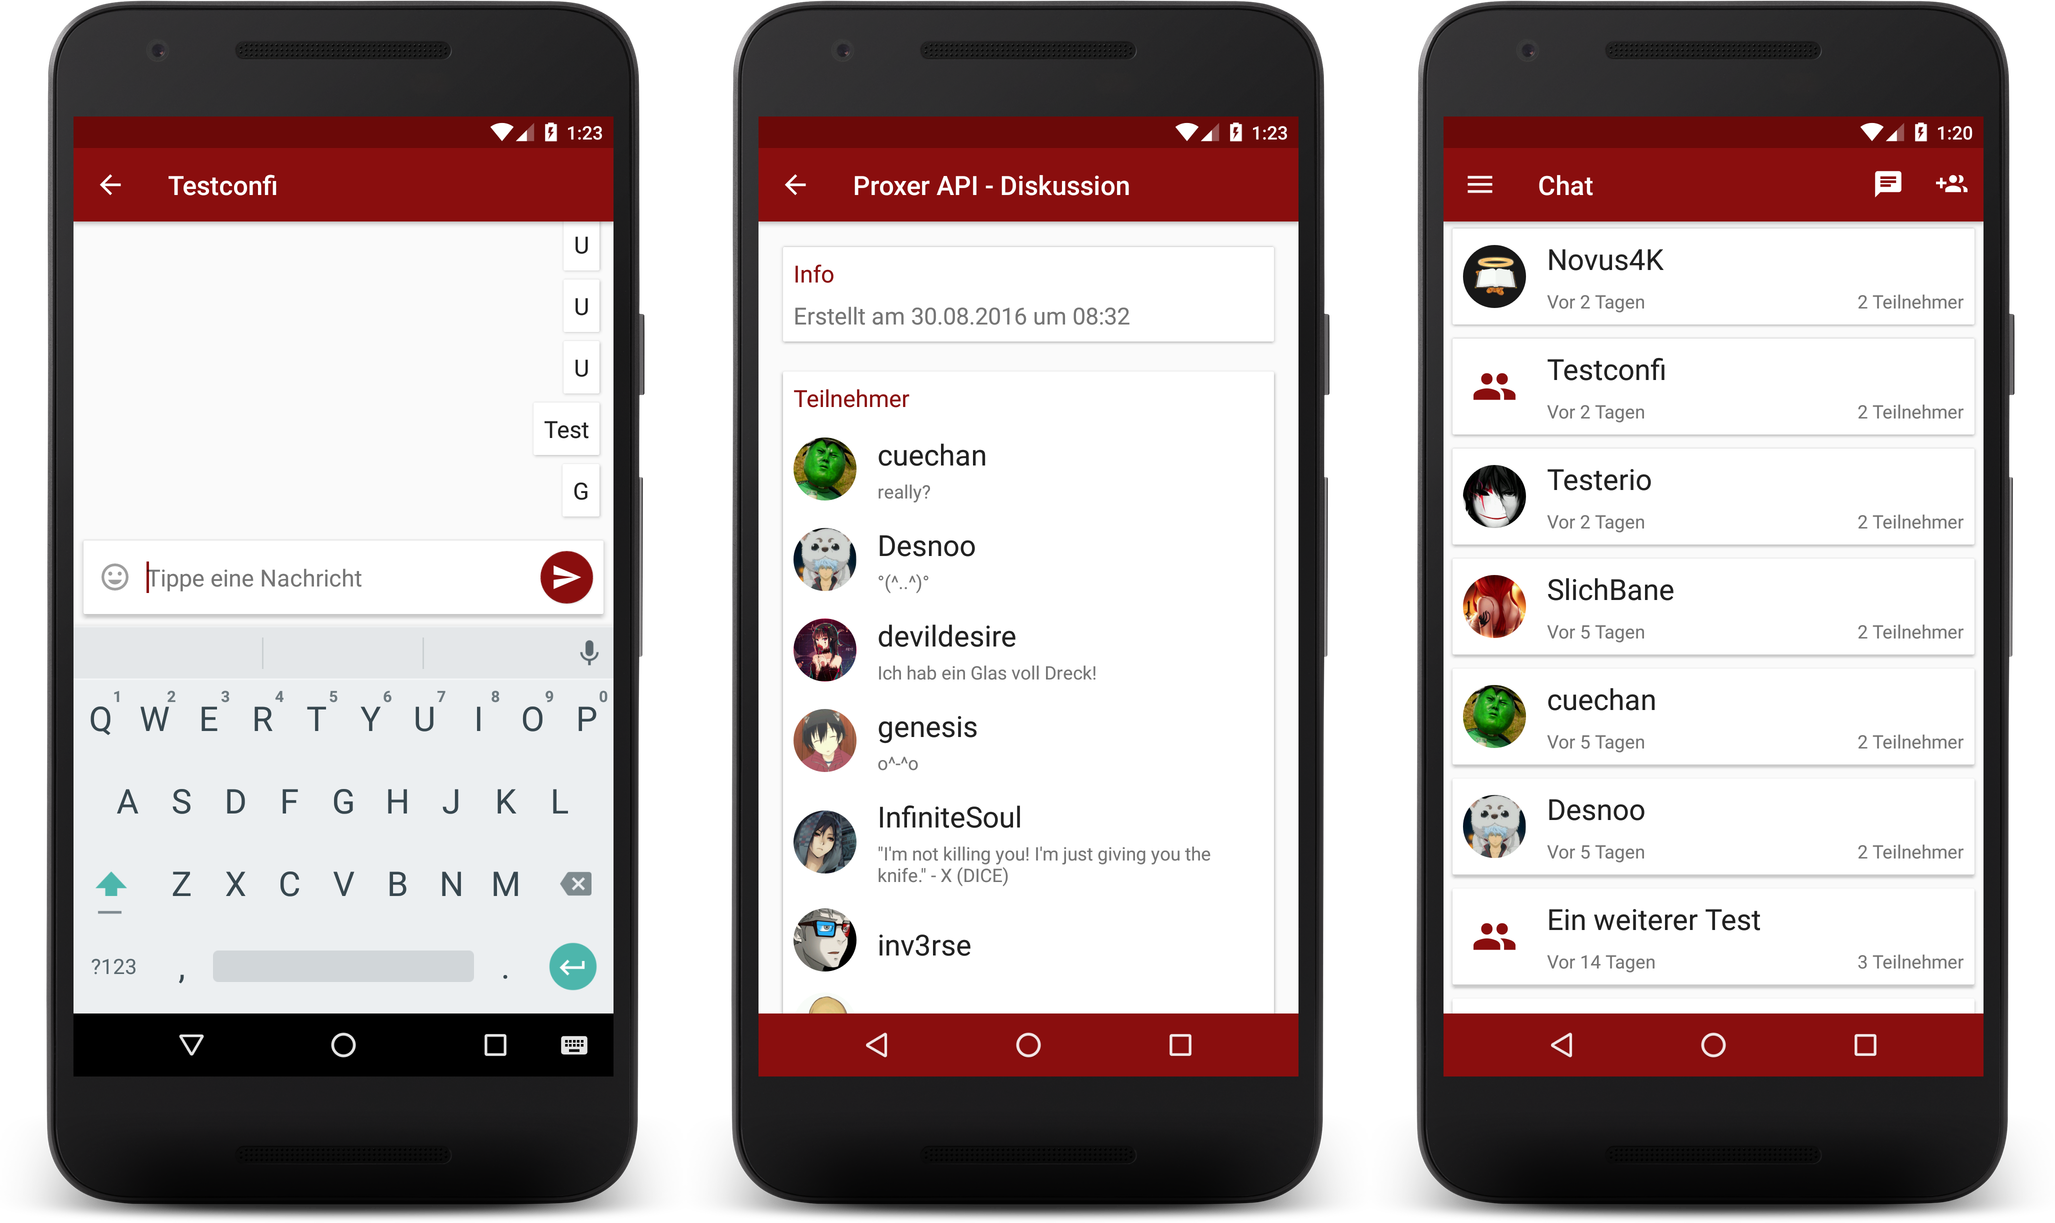 1:23
Testconfi
U
U
U
Test
G
Tippe eine Nachricht
1 2 3 4 5 6 7 8 9 0
Q W E R T Y U I O P
A S D F G H J K L
Z X C V B N M
?123 , .
1:23
Proxer API - Diskussion
Info
Erstellt am 30.08.2016 um 08:32
Teilnehmer
cuechan
really?
Desnoo
°(^..^)°
devildesire
Ich hab ein Glas voll Dreck!
genesis
o^-^o
InfiniteSoul
"I'm not killing you! I'm just giving you the
knife." - X (DICE)
inv3rse
1:20
Chat
Novus4K
Vor 2 Tagen 2 Teilnehmer
Testconfi
Vor 2 Tagen 2 Teilnehmer
Testerio
Vor 2 Tagen 2 Teilnehmer
SlichBane
Vor 5 Tagen 2 Teilnehmer
cuechan
Vor 5 Tagen 2 Teilnehmer
Desnoo
Vor 5 Tagen 2 Teilnehmer
Ein weiterer Test
Vor 14 Tagen 3 Teilnehmer